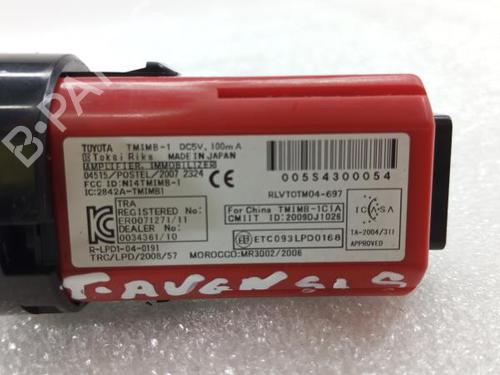 TOYOTA TMIMB-1 DC5V, 100mA
Tokai Rika MADE IN JAPAN
AMPLIFIER, IMMOBILIZER
04515/POSTEL/2007 2324
FCC ID:N14TMIMB-1
IC:2842A-TMIMB1
005S4300054
RLVTOTM04-697
TRA
REGISTERED No:
ER0071271/11
DEALER No:
0034361/10
For China TMIMB-1CIA
CMIIT ID:2009DJ1026
ETC093LPD0168
ICASA
TA-2004/311
APPROVED
R-LPD1-04-0191
TRC/LPD/2008/57
MOROCCO:MR3002/2006
T.AVENSIS
B-PARTS